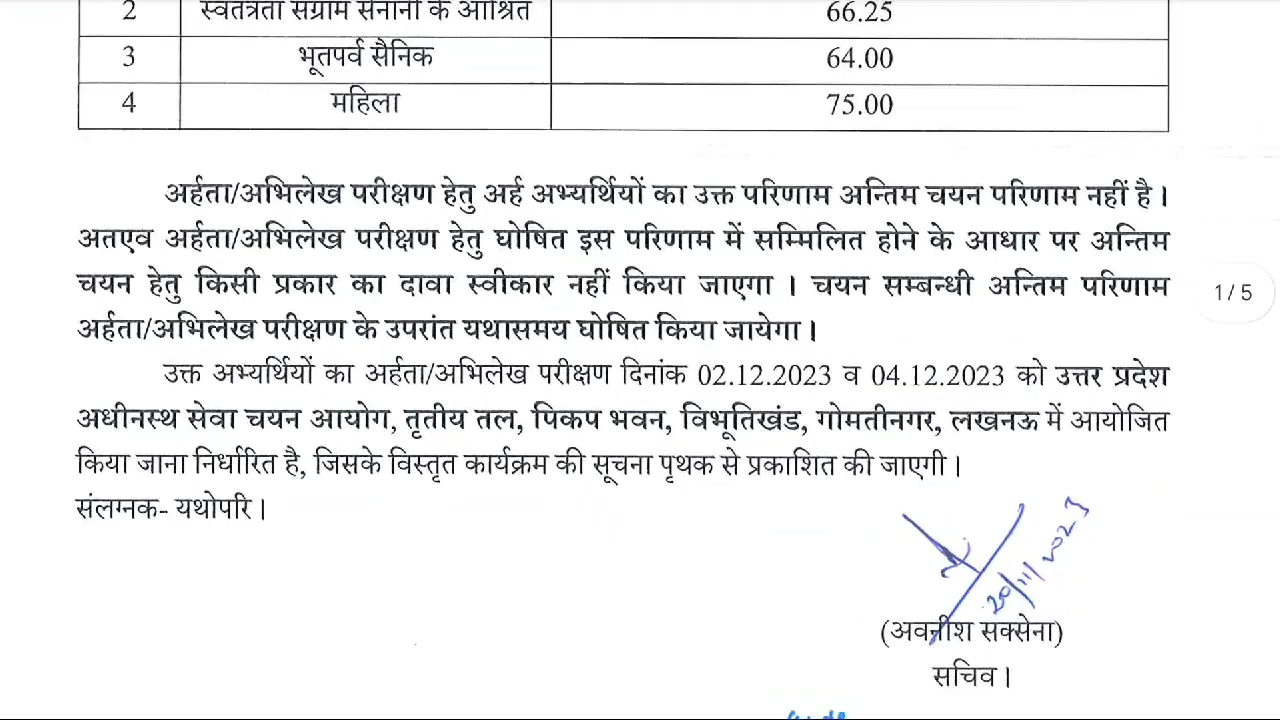 2 स्वतंत्रता संग्राम सेनानी के आश्रित 66.25
3 भूतपर्व सैनिक 64.00
4 महिला 75.00
अर्हता/अभिलेख परीक्षण हेतु अर्ह अभ्यर्थियों का उक्त परिणाम अन्तिम चयन परिणाम नहीं है ।
अतएव अर्हता/अभिलेख परीक्षण हेतु घोषित इस परिणाम में सम्मिलित होने के आधार पर अन्तिम
चयन हेतु किसी प्रकार का दावा स्वीकार नहीं किया जाएगा । चयन सम्बन्धी अन्तिम परिणाम
1 / 5
अर्हता/अभिलेख परीक्षण के उपरांत यथासमय घोषित किया जायेगा ।
उक्त अभ्यर्थियों का अर्हता/अभिलेख परीक्षण दिनांक 02.12.2023 व 04.12.2023 को उत्तर प्रदेश
अधीनस्थ सेवा चयन आयोग, तृतीय तल, पिकप भवन, विभूतिखंड, गोमतीनगर, लखनऊ में आयोजित
किया जाना निर्धारित है, जिसके विस्तृत कार्यक्रम की सूचना पृथक से प्रकाशित की जाएगी ।
संलग्नक- यथोपरि ।
20/11/2023
(अवनीश सक्सेना)
सचिव ।